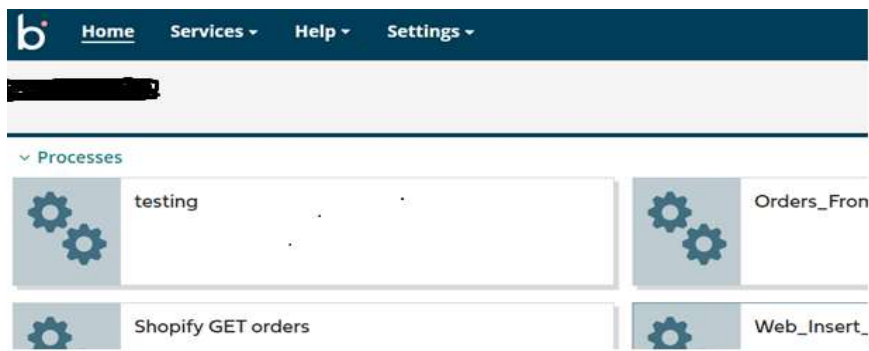 b Home Services Help Settings
Processes
testing
Orders_Fron
Shopify GET orders
Web_Insert_